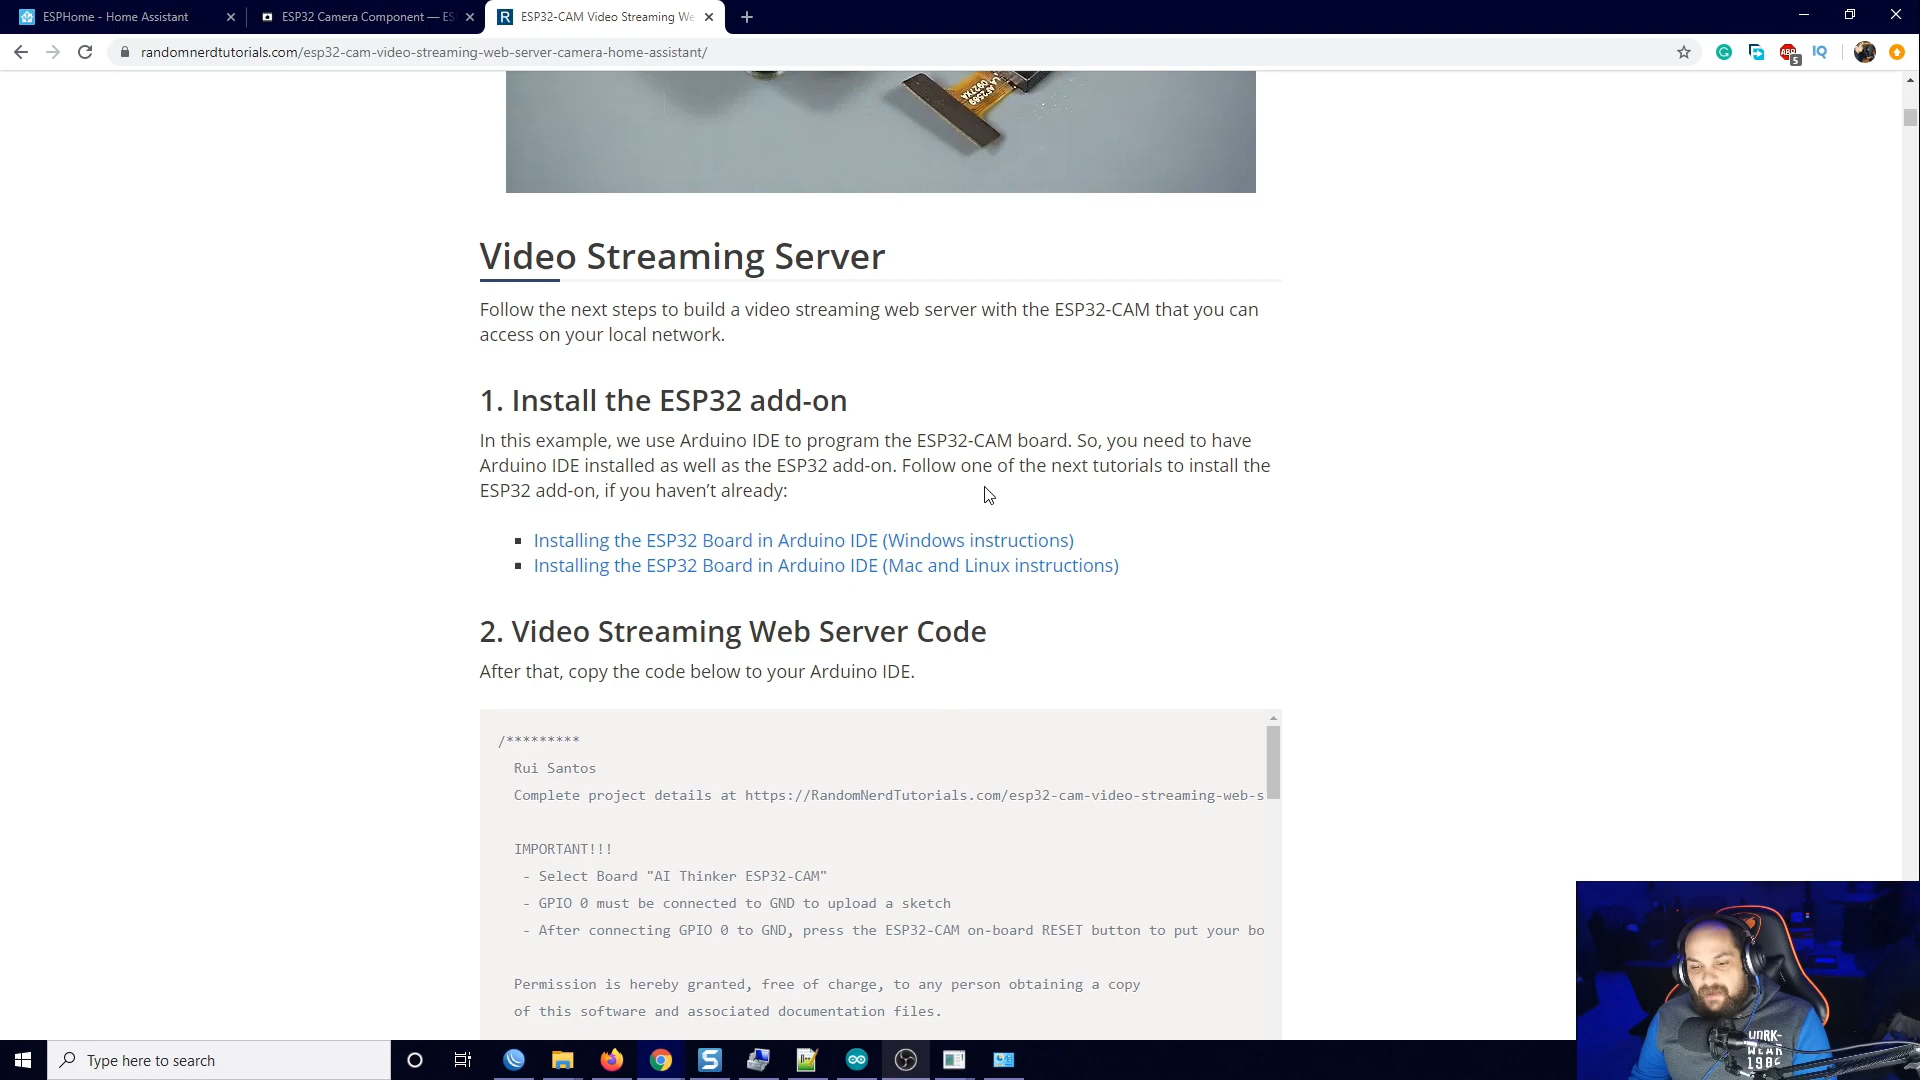 ESPHome - Home Assistant
ESP32 Camera Component — ES
R
ESP32-CAM Video Streaming We
randomnerdtutorials.com/esp32-cam-video-streaming-web-server-camera-home-assistant/
ABP
5
IQ
0927XA
Video Streaming Server
Follow the next steps to build a video streaming web server with the ESP32-CAM that you can
access on your local network.
1. Install the ESP32 add-on
In this example, we use Arduino IDE to program the ESP32-CAM board. So, you need to have
Arduino IDE installed as well as the ESP32 add-on. Follow one of the next tutorials to install the
ESP32 add-on, if you haven’t already:
▪ Installing the ESP32 Board in Arduino IDE (Windows instructions)
▪ Installing the ESP32 Board in Arduino IDE (Mac and Linux instructions)
2. Video Streaming Web Server Code
After that, copy the code below to your Arduino IDE.
/*********
Rui Santos
Complete project details at https://RandomNerdTutorials.com/esp32-cam-video-streaming-web-s
IMPORTANT!!!
- Select Board "AI Thinker ESP32-CAM"
- GPIO 0 must be connected to GND to upload a sketch
- After connecting GPIO 0 to GND, press the ESP32-CAM on-board RESET button to put your bo
Permission is hereby granted, free of charge, to any person obtaining a copy
of this software and associated documentation files.
WORK-
WEAR
1986
Type here to search
S